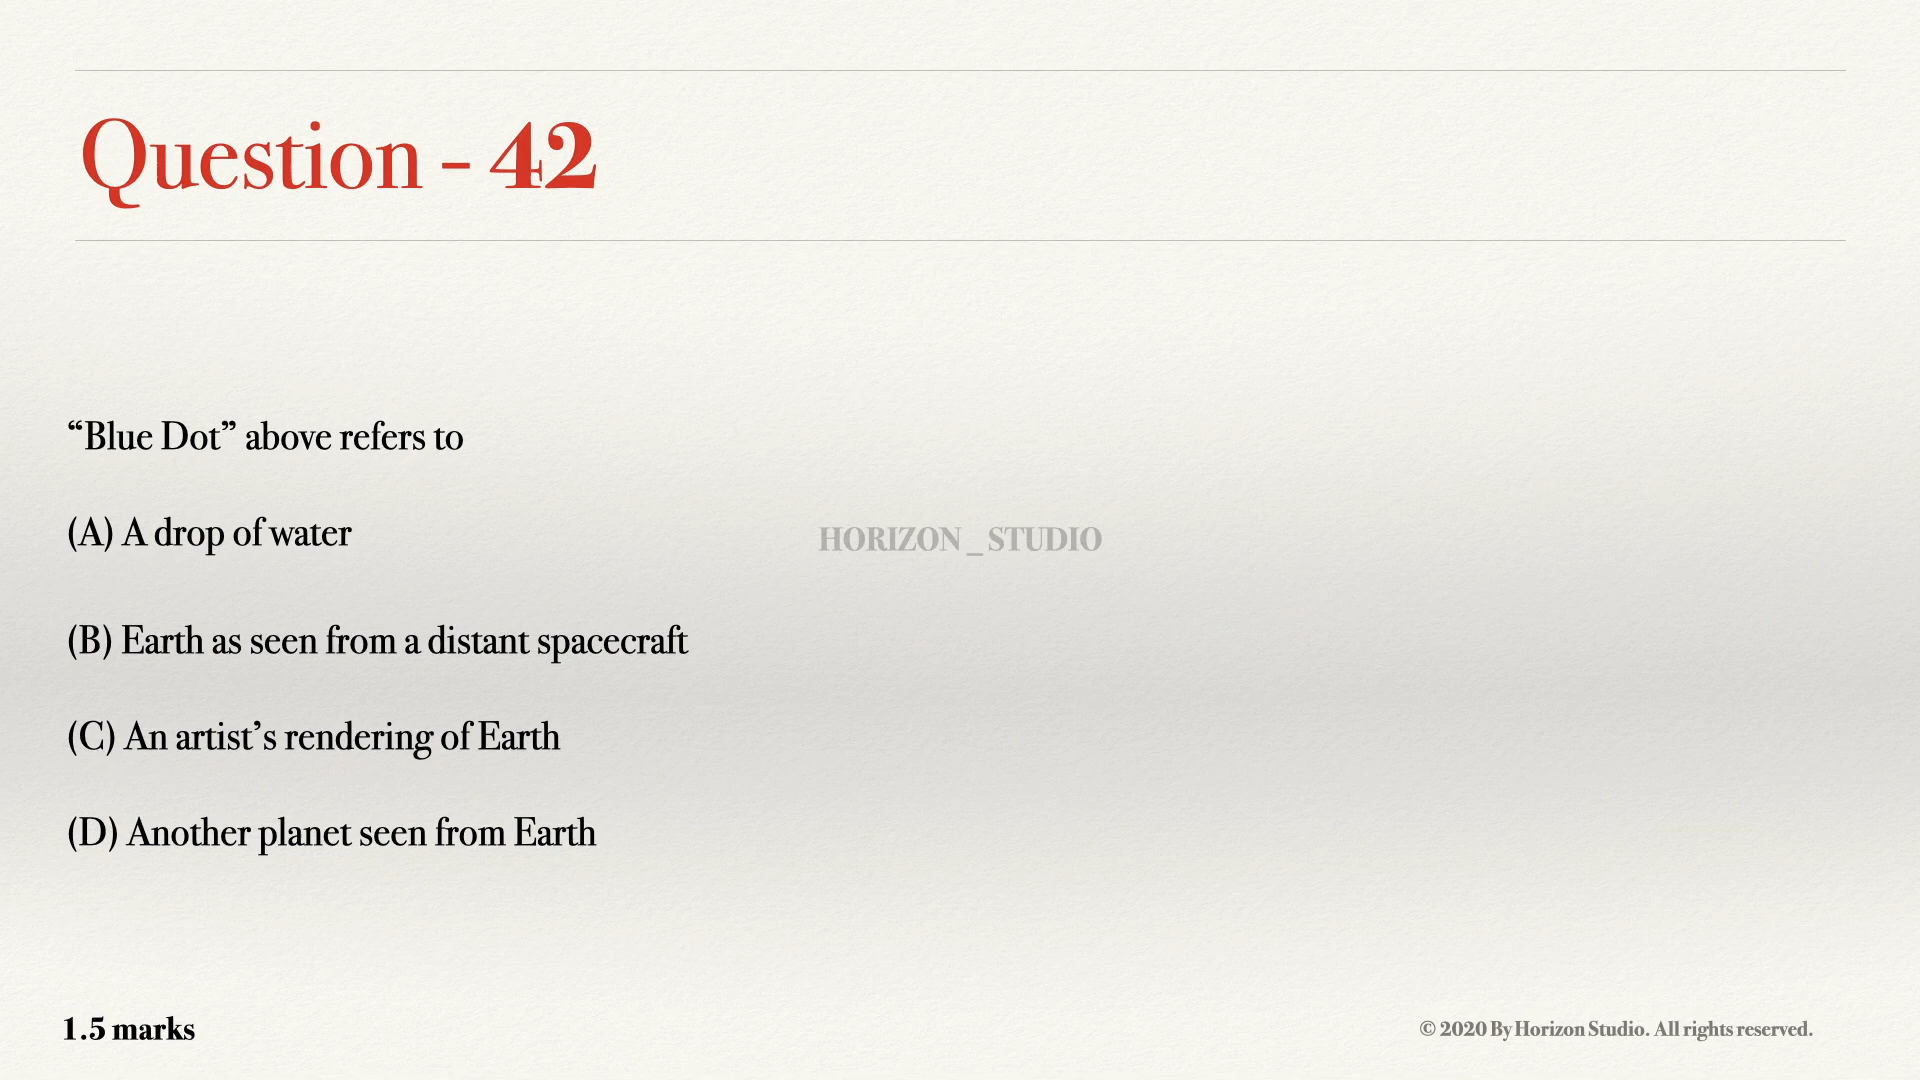 Question - 42
“Blue Dot” above refers to
(A) A drop of water
HORIZON _ STUDIO
(B) Earth as seen from a distant spacecraft
(C) An artist’s rendering of Earth
(D) Another planet seen from Earth
1.5 marks
© 2020 By Horizon Studio. All rights reserved.